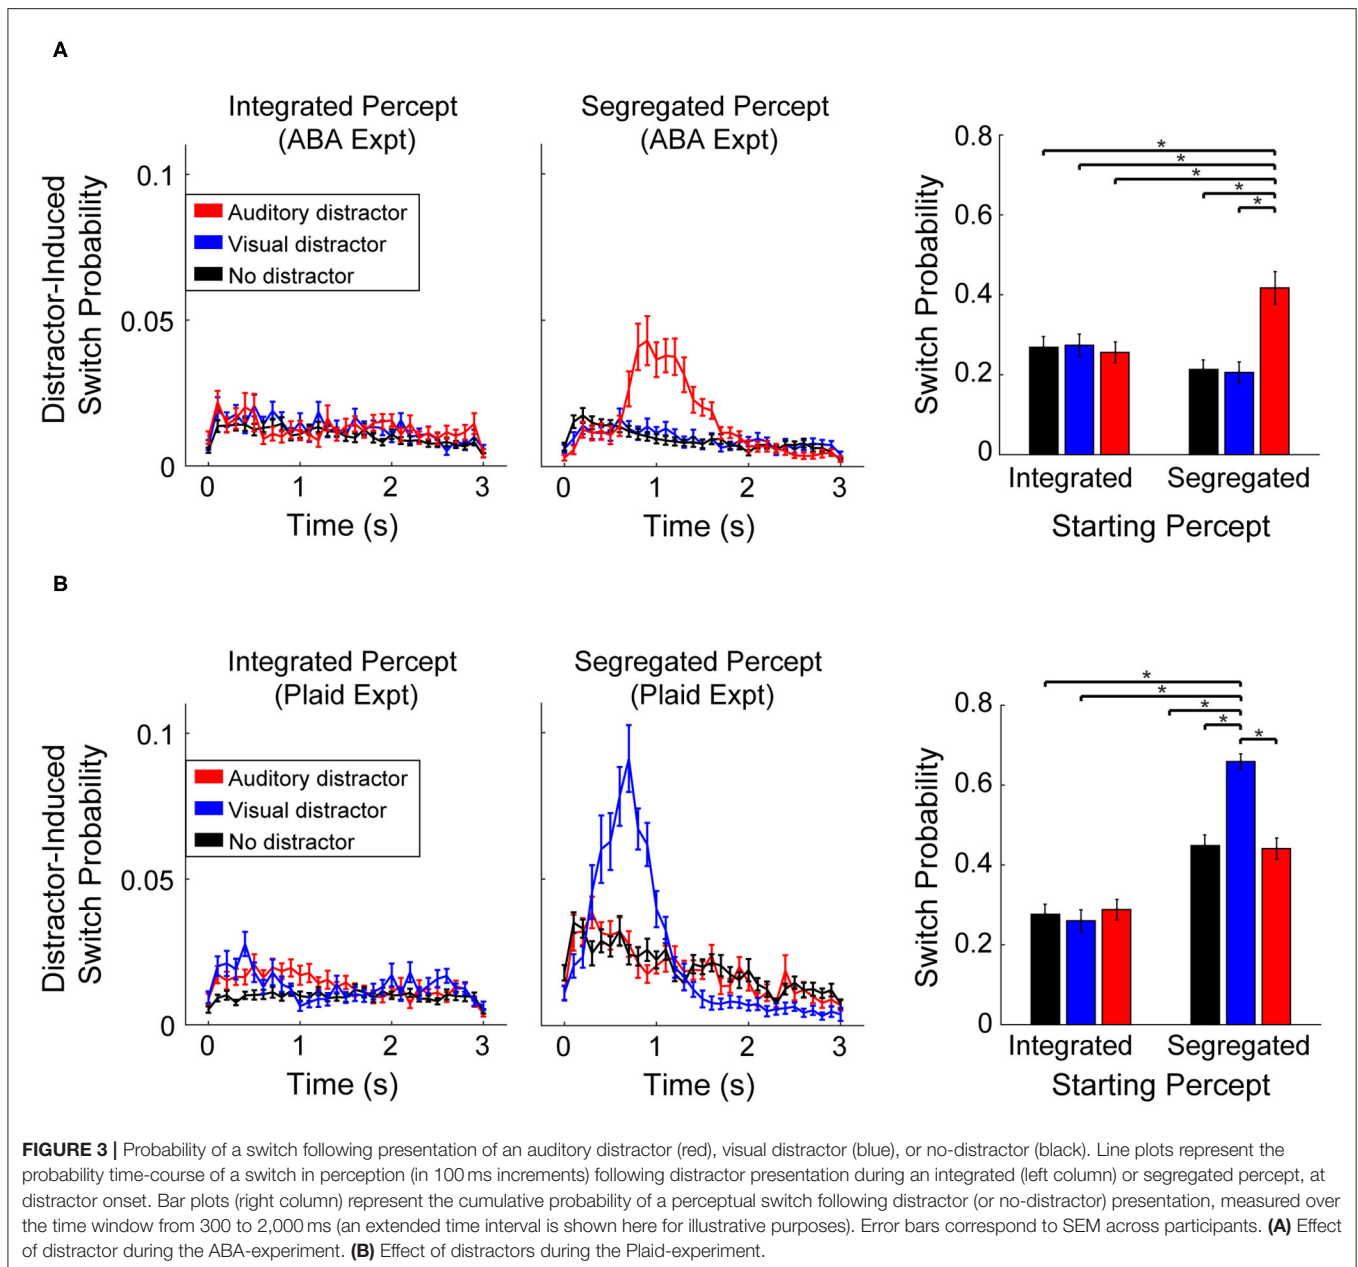 A
Integrated Percept
(ABA Expt)
Segregated Percept
(ABA Expt)
Distractor-Induced
Switch Probability
0.1
0.05
0
Auditory distractor
Visual distractor
No distractor
0 1 2 3
Time (s)
0 1 2 3
Time (s)
Switch Probability
0.8
0.6
0.4
0.2
0
* * * * *
Integrated Segregated
Starting Percept
B
Integrated Percept
(Plaid Expt)
Segregated Percept
(Plaid Expt)
Distractor-Induced
Switch Probability
0.1
0.05
0
Auditory distractor
Visual distractor
No distractor
0 1 2 3
Time (s)
0 1 2 3
Time (s)
Switch Probability
0.8
0.6
0.4
0.2
0
* * * * *
Integrated Segregated
Starting Percept
FIGURE 3 | Probability of a switch following presentation of an auditory distractor (red), visual distractor (blue), or no-distractor (black). Line plots represent the
probability time-course of a switch in perception (in 100 ms increments) following distractor presentation during an integrated (left column) or segregated percept, at
distractor onset. Bar plots (right column) represent the cumulative probability of a perceptual switch following distractor (or no-distractor) presentation, measured over
the time window from 300 to 2,000 ms (an extended time interval is shown here for illustrative purposes). Error bars correspond to SEM across participants. (A) Effect
of distractor during the ABA-experiment. (B) Effect of distractors during the Plaid-experiment.